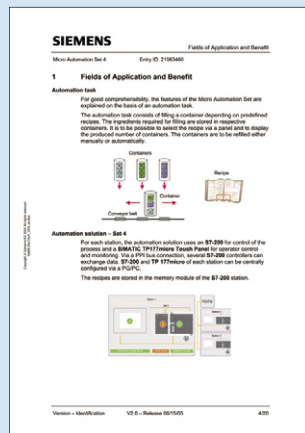 SIEMENS
Fields of Application and Benefit
Micro Automation Set 4 Entry ID: 21063460
1 Fields of Application and Benefit
Automation task
For good comprehensibility, the features of the Micro Automation Set are
explained on the basis of an automation task.
The automation task consists of filling a container depending on predefined
recipes. The ingredients required for filling are stored in respective
containers. It is to be possible to select the recipe via a panel and to display
the produced number of containers. The containers are to be refilled either
manually or automatically.
Containers
Recipe
Container
Conveyor belt
Automation solution – Set 4
For each station, the automation solution uses an S7-200 for control of the
process and a SIMATIC TP177micro Touch Panel for operator control
and monitoring. Via a PPI bus connection, several S7-200 controllers can
exchange data. S7-200 and TP 177micro of each station can be centrally
configured via a PG/PC.
The recipes are stored in the memory module of the S7-200 station.
PG/PC
Version – Identification V2.0 – Release 08/15/05 4/20